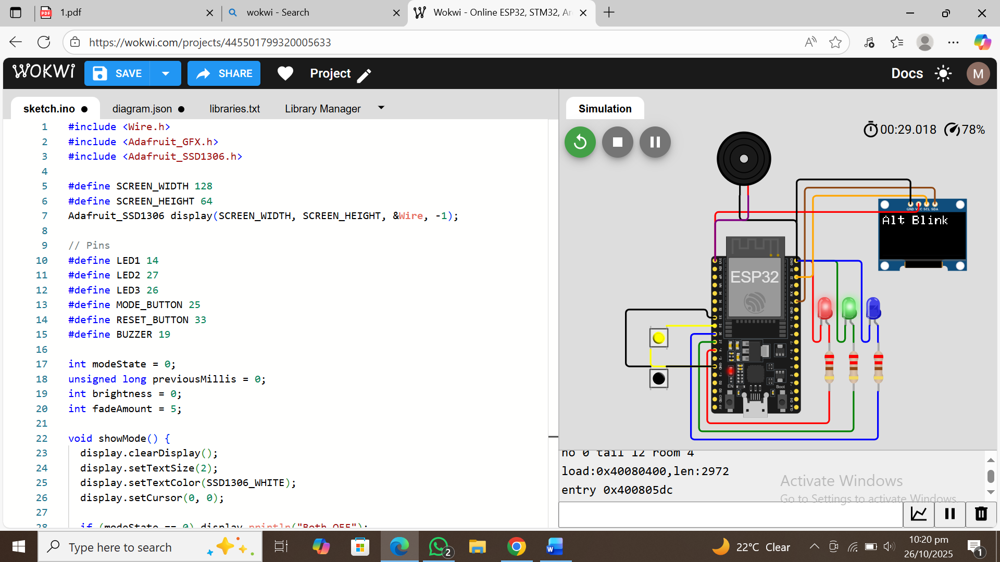 1.pdf
wokwi - Search
Wokwi - Online ESP32, STM32, Ar
https://wokwi.com/projects/445501799320005633
WOKWi
SAVE
SHARE
Project
Docs
M
sketch.ino
diagram.json
libraries.txt
Library Manager
Simulation
1 #include <Wire.h>
2 #include <Adafruit_GFX.h>
3 #include <Adafruit_SSD1306.h>
4
5 #define SCREEN_WIDTH 128
6 #define SCREEN_HEIGHT 64
7 Adafruit_SSD1306 display(SCREEN_WIDTH, SCREEN_HEIGHT, &Wire, -1);
8
9 // Pins
10 #define LED1 14
11 #define LED2 27
12 #define LED3 26
13 #define MODE_BUTTON 25
14 #define RESET_BUTTON 33
15 #define BUZZER 19
16
17 int modeState = 0;
18 unsigned long previousMillis = 0;
19 int brightness = 0;
20 int fadeAmount = 5;
21
22 void showMode() {
23 display.clearDisplay();
24 display.setTextSize(2);
25 display.setTextColor(SSD1306_WHITE);
26 display.setCursor(0, 0);
27
28 if (modeState == 0) display.println("Both OFF");
00:29.018
78%
GND VCC SCL SDA
Alt Blink
ESP32
EN
Boot
ho 0 tail 12 room 4
load:0x40080400,len:2972
entry 0x400805dc
Activate Windows
Go to Settings to activate Windows.
Type here to search
2
22°C Clear
10:20 pm
26/10/2025
1